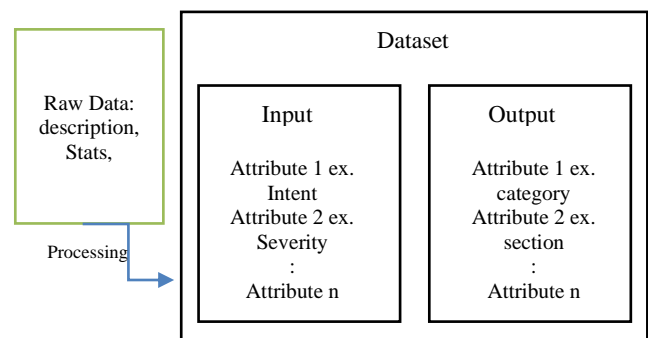 Raw Data:
description,
Stats,
Processing
Dataset
Input
Attribute 1 ex.
Intent
Attribute 2 ex.
Severity
:
Attribute n
Output
Attribute 1 ex.
category
Attribute 2 ex.
section
:
Attribute n